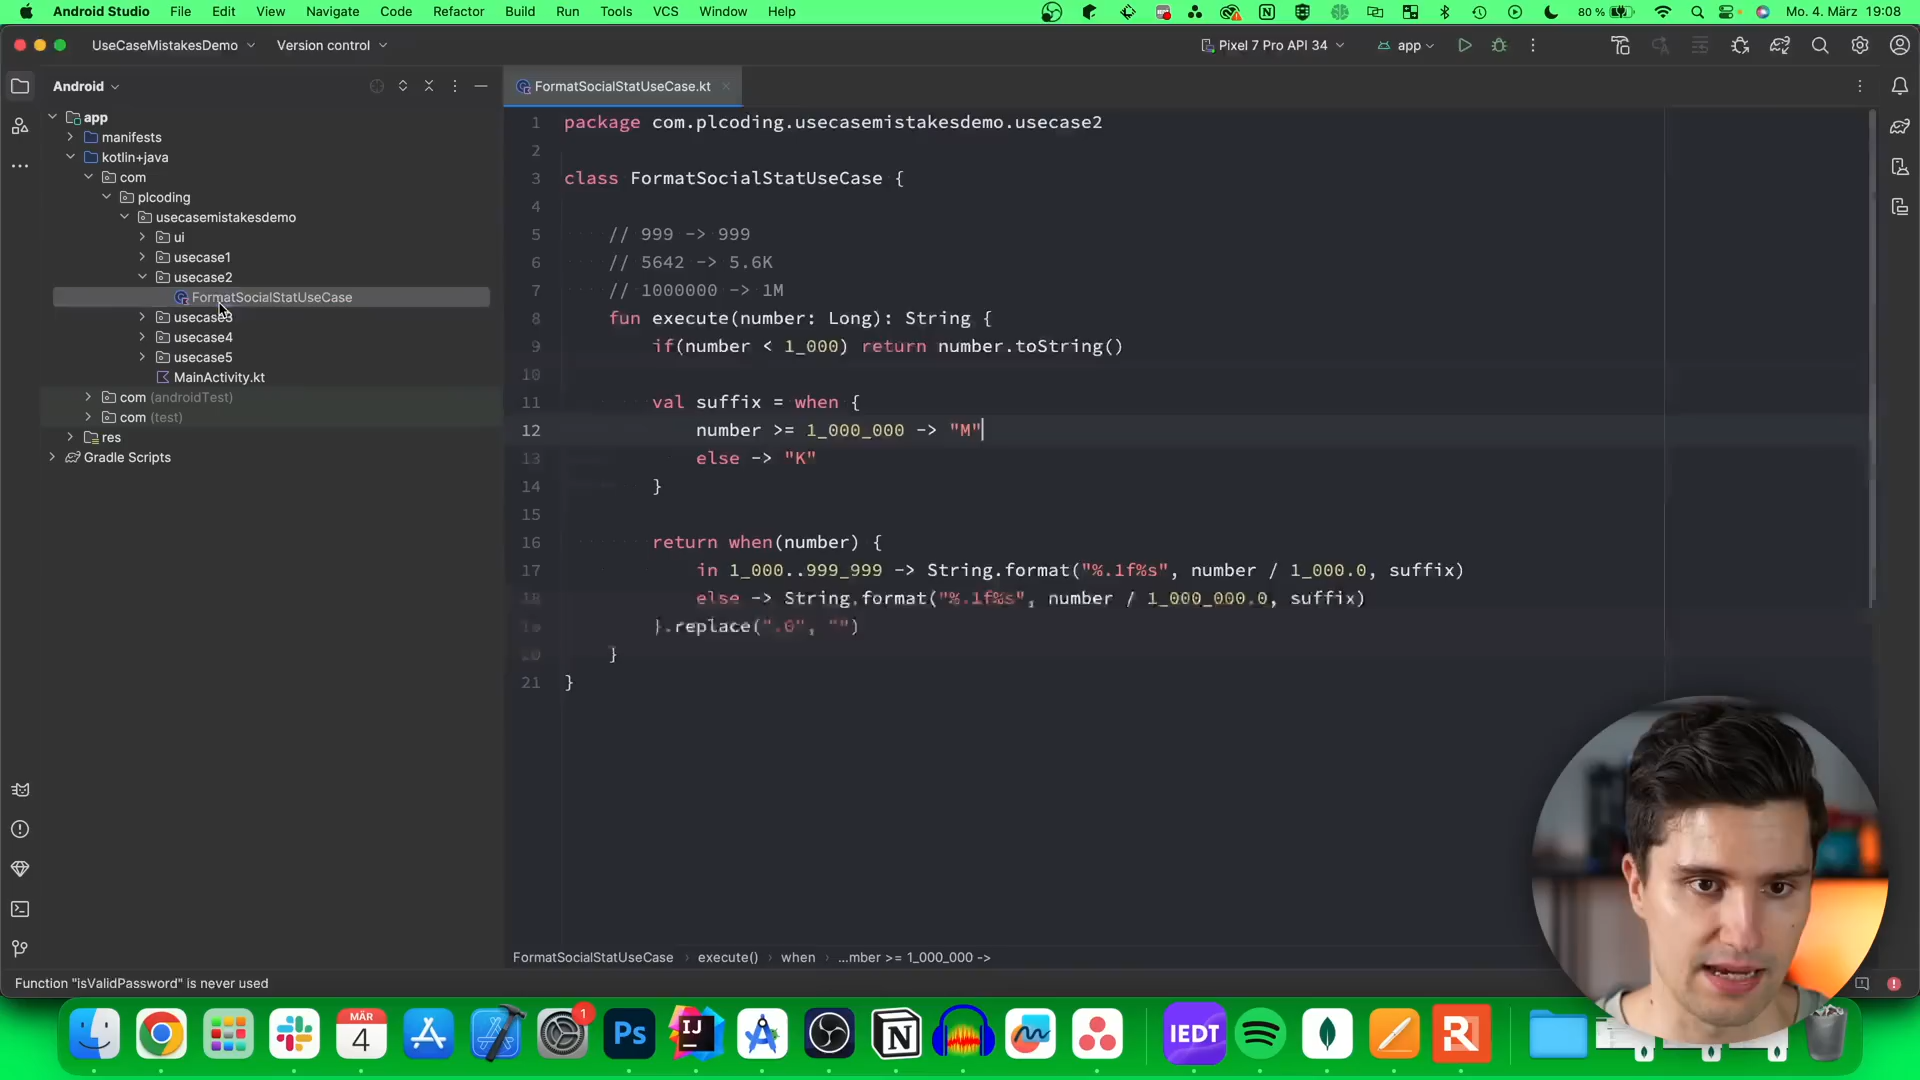 Android Studio File Edit View Navigate Code Refactor Build Run Tools VCS Window Help 80 % Mo. 4. März 19:08
UseCaseMistakesDemo Version control Pixel 7 Pro API 34 app
Android
FormatSocialStatUseCase.kt
app
manifests
kotlin+java
com
plcoding
usecasemistakesdemo
ui
usecase1
usecase2
FormatSocialStatUseCase
usecase3
usecase4
usecase5
MainActivity.kt
com (androidTest)
com (test)
res
Gradle Scripts
1 package com.plcoding.usecasemistakesdemo.usecase2
2
3 class FormatSocialStatUseCase {
4
5 // 999 -> 999
6 // 5642 -> 5.6K
7 // 1000000 -> 1M
8 fun execute(number: Long): String {
9 if(number < 1_000) return number.toString()
10
11 val suffix = when {
12 number >= 1_000_000 -> "M"
13 else -> "K"
14 }
15
16 return when(number) {
17 in 1_000..999_999 -> String.format("%.1f%s", number / 1_000.0, suffix)
18 else -> String.format("%.1f%s", number / 1_000_000.0, suffix)
19 }.replace(".0", "")
20 }
21 }
FormatSocialStatUseCase execute() when ...mber >= 1_000_000 ->
Function "isValidPassword" is never used
MÄR
4
1
Ps
IJ
N
IEDT
R